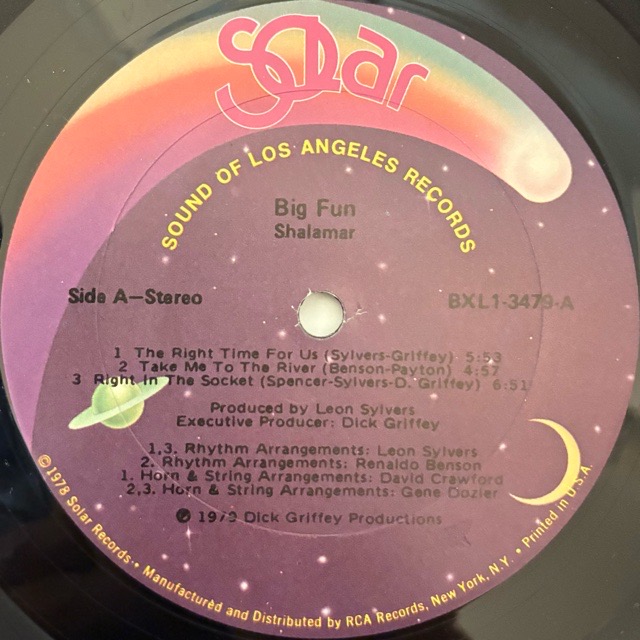 Solar
SOUND OF LOS ANGELES RECORDS
Big Fun
Shalamar
Side A—Stereo
BXL1-3479-A
1 The Right Time For Us (Sylvers-Griffey) 5:53
2 Take Me To The River (Benson-Payton) 4:57
3 Right In The Socket (Spencer-Sylvers-D. Griffey) 6:51
Produced by Leon Sylvers
Executive Producer: Dick Griffey
1,3. Rhythm Arrangements: Leon Sylvers
2. Rhythm Arrangements: Renaldo Benson
1. Horn & String Arrangements: David Crawford
2,3. Horn & String Arrangements: Gene Dozier
℗ 1979 Dick Griffey Productions
© 1978 Solar Records • Manufactured and Distributed by RCA Records, New York, N.Y. • Printed in U.S.A.